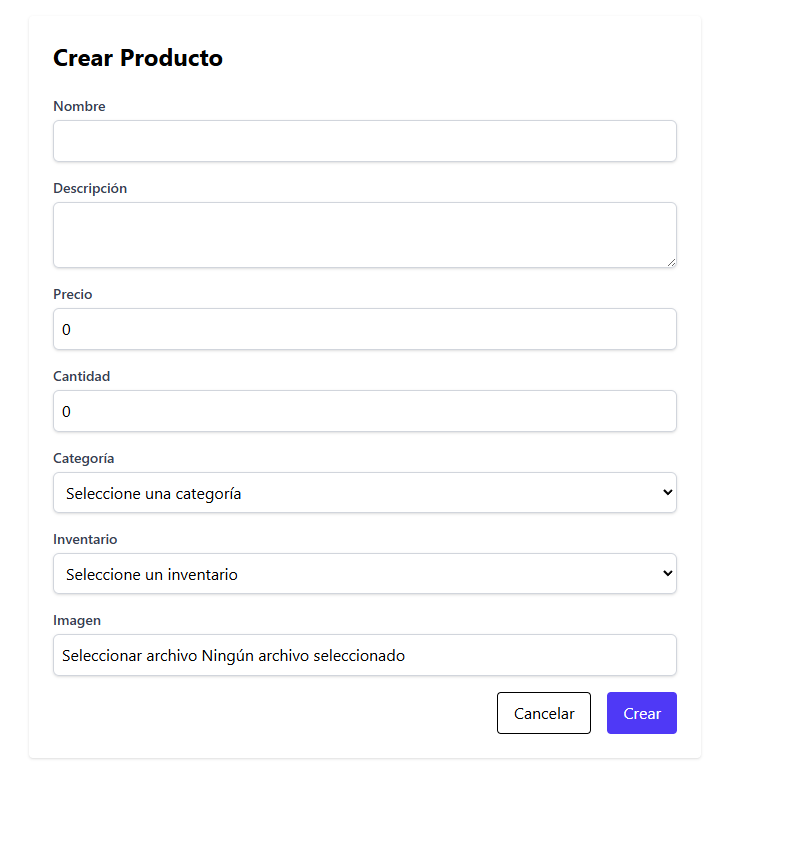 Crear Producto
Nombre
Descripción
Precio
0
Cantidad
0
Categoría
Seleccione una categoría
Inventario
Seleccione un inventario
Imagen
Seleccionar archivo Ningún archivo seleccionado
Cancelar Crear